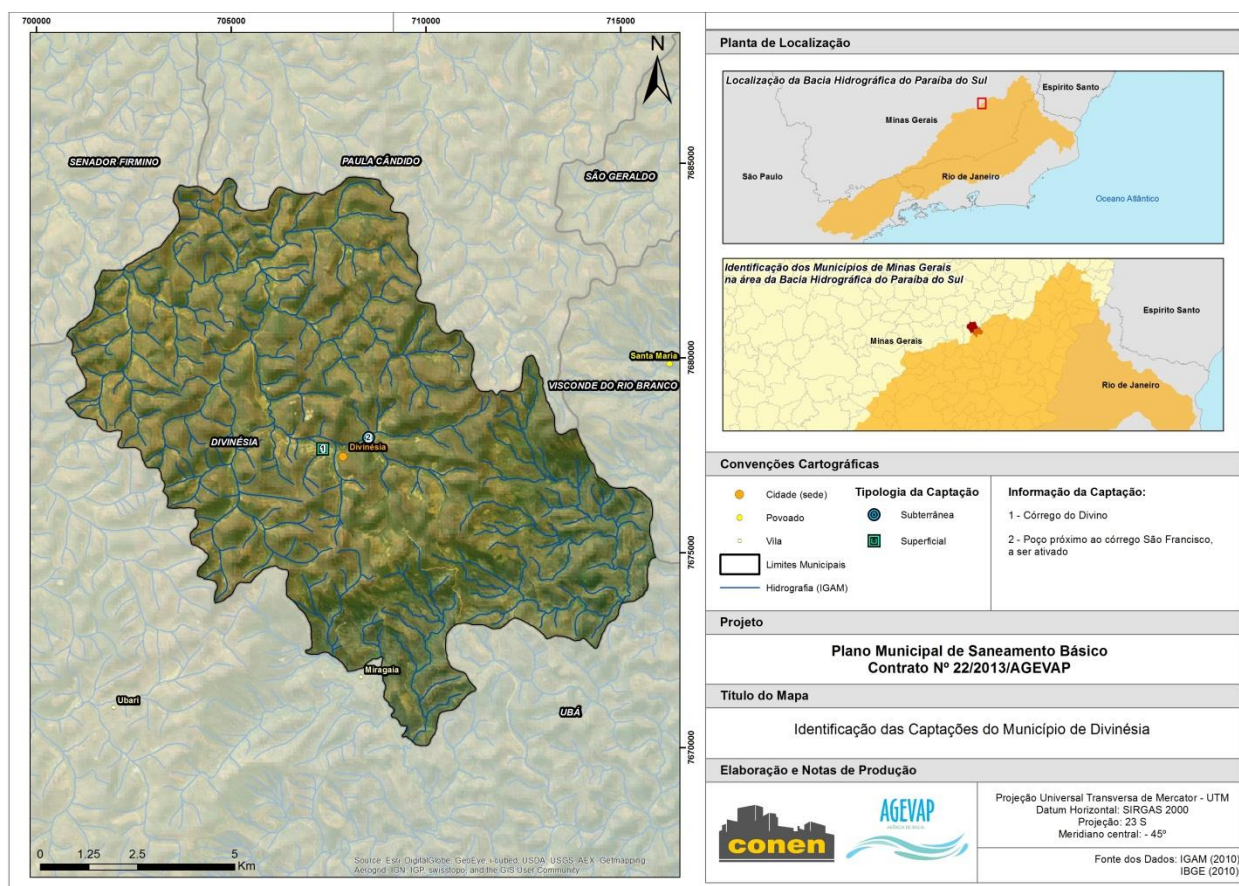 700000
705000
710000
715000
N
SENADOR FIRMINO
PAULA CÂNDIDO
SÃO GERALDO
7685000
Santa Maria
7680000
VISCONDE DO RIO BRANCO
DIVINÉSIA
1
2
Divinésia
7675000
Miragaia
Ubari
UBÁ
7670000
0 1.25 2.5 5
Km
Source: Esri, DigitalGlobe, GeoEye, i-cubed, USDA, USGS, AEX, Getmapping,
Aerogrid, IGN, IGP, swisstopo, and the GIS User Community
Planta de Localização
Localização da Bacia Hidrográfica do Paraíba do Sul
Espírito Santo
Minas Gerais
São Paulo
Rio de Janeiro
Oceano Atlântico
Identificação dos Municípios de Minas Gerais
na área da Bacia Hidrográfica do Paraíba do Sul
Espírito Santo
Minas Gerais
Rio de Janeiro
Convenções Cartográficas
Cidade (sede)
Povoado
Vila
Limites Municipais
Hidrografia (IGAM)
Tipologia da Captação
Subterrânea
Superficial
Informação da Captação:
1 - Córrego do Divino
2 - Poço próximo ao córrego São Francisco,
a ser ativado
Projeto
Plano Municipal de Saneamento Básico
Contrato Nº 22/2013/AGEVAP
Título do Mapa
Identificação das Captações do Município de Divinésia
Elaboração e Notas de Produção
conen
AGEVAP
AGÊNCIA DE BACIA
Projeção Universal Transversa de Mercator - UTM
Datum Horizontal: SIRGAS 2000
Projeção: 23 S
Meridiano central: - 45º
Fonte dos Dados: IGAM (2010)
IBGE (2010)